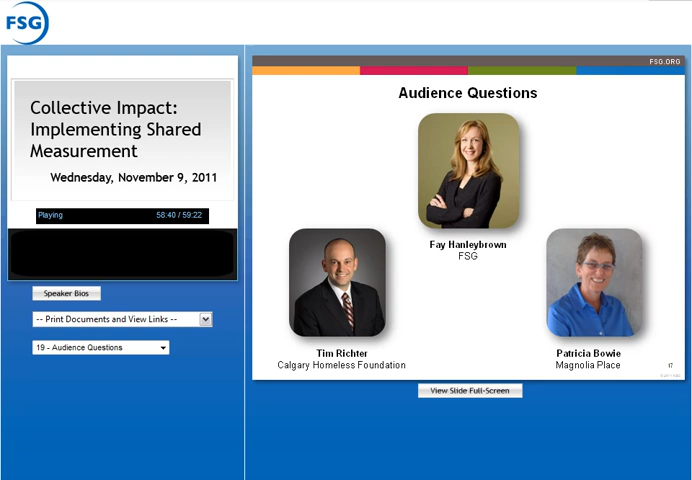 FSG
FSG.ORG
Collective Impact:
Implementing Shared
Measurement
Wednesday, November 9, 2011
Playing 58:40 / 59:22
Speaker Bios
-- Print Documents and View Links --
19 - Audience Questions
Audience Questions
Fay Hanleybrown
FSG
Tim Richter
Calgary Homeless Foundation
Patricia Bowie
Magnolia Place
17
View Slide Full-Screen